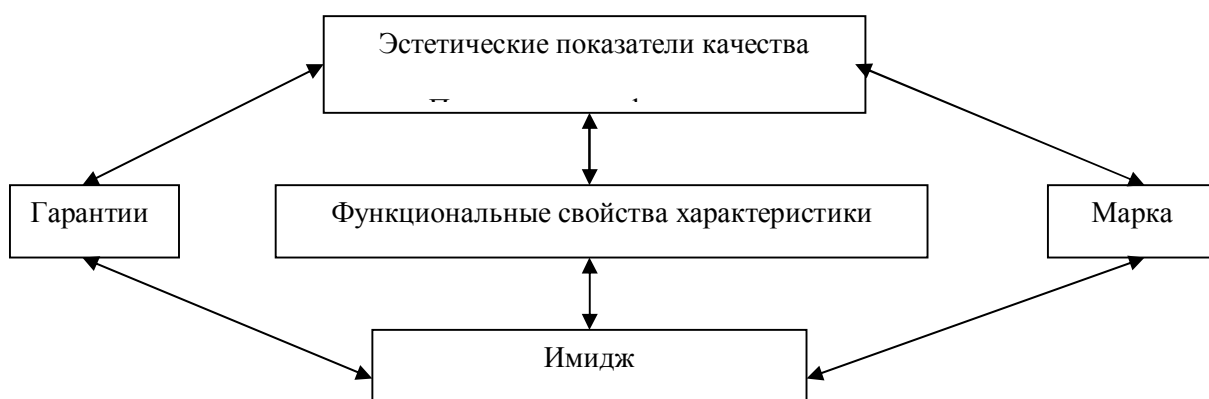 Эстетические показатели качества
Гарантии
Функциональные свойства характеристики
Марка
Имидж